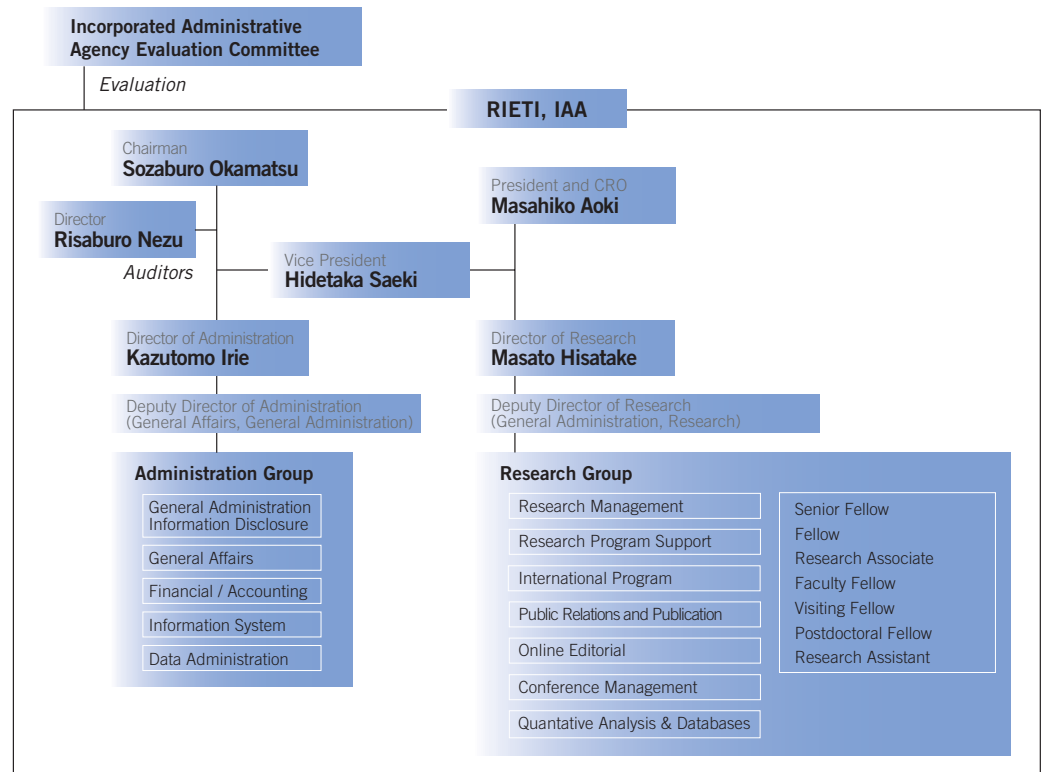 Incorporated Administrative
Agency Evaluation Committee
Evaluation
RIETI, IAA
Chairman
Sozaburo Okamatsu
President and CRO
Masahiko Aoki
Director
Risaburo Nezu
Auditors
Vice President
Hidetaka Saeki
Director of Administration
Kazutomo Irie
Director of Research
Masato Hisatake
Deputy Director of Administration
(General Affairs, General Administration)
Deputy Director of Research
(General Administration, Research)
Administration Group
General Administration
Information Disclosure
General Affairs
Financial / Accounting
Information System
Data Administration
Research Group
Research Management
Research Program Support
International Program
Public Relations and Publication
Online Editorial
Conference Management
Quantative Analysis & Databases
Senior Fellow
Fellow
Research Associate
Faculty Fellow
Visiting Fellow
Postdoctoral Fellow
Research Assistant